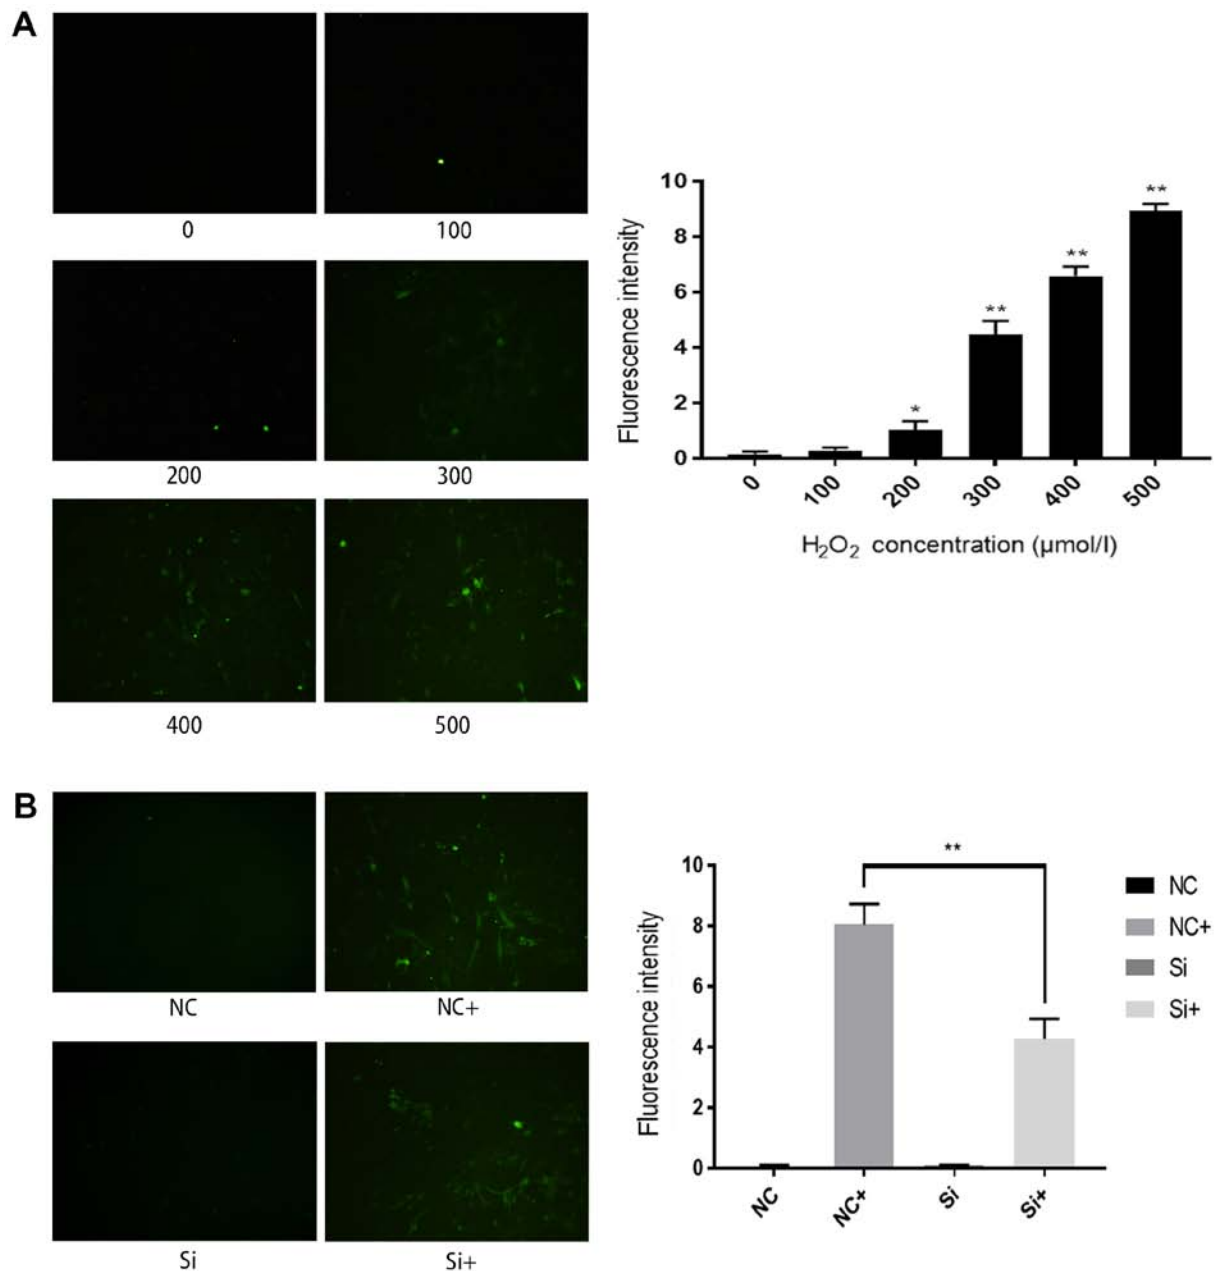 A
0
100
200
300
400
500
Fluorescence intensity
10
8
6
4
2
0
*
**
**
**
0
100
200
300
400
500
H₂O₂ concentration (µmol/l)
B
NC
NC+
Si
Si+
Fluorescence intensity
10
8
6
4
2
0
**
NC
NC+
Si
Si+
NC
NC+
Si
Si+